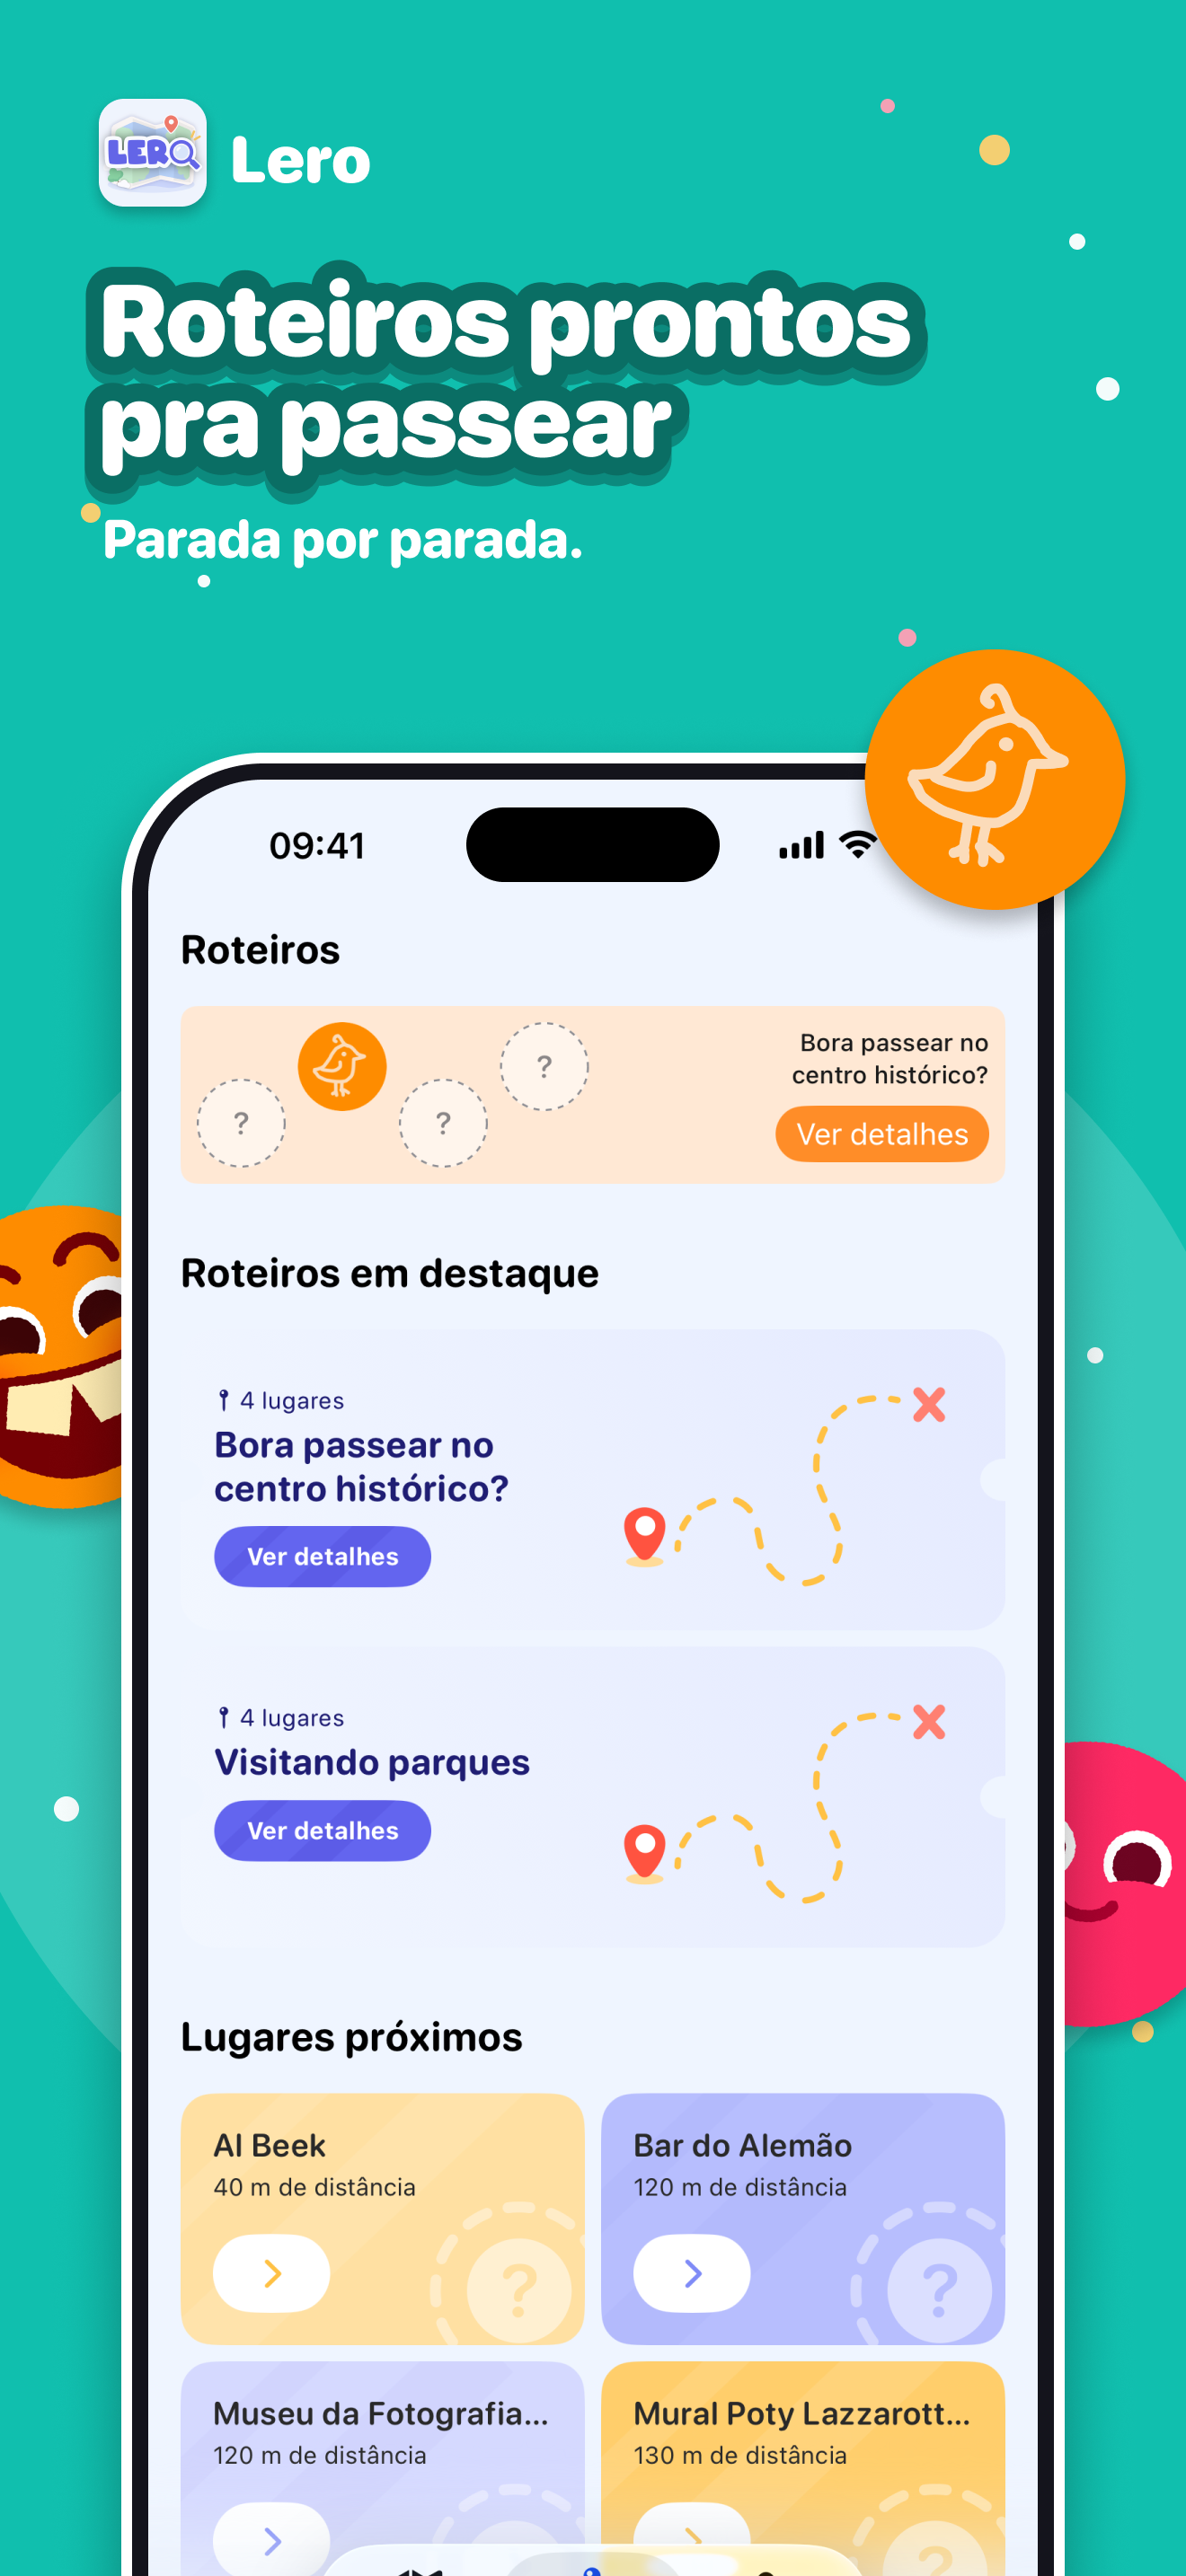 LERO
Lero
Roteiros prontos
pra passear
Parada por parada.
09:41
Roteiros
?
?
?
Bora passear no
centro histórico?
Ver detalhes
Roteiros em destaque
4 lugares
Bora passear no
centro histórico?
Ver detalhes
4 lugares
Visitando parques
Ver detalhes
Lugares próximos
Al Beek
40 m de distância
?
Bar do Alemão
120 m de distância
?
Museu da Fotografia...
120 m de distância
Mural Poty Lazzarott...
130 m de distância
?